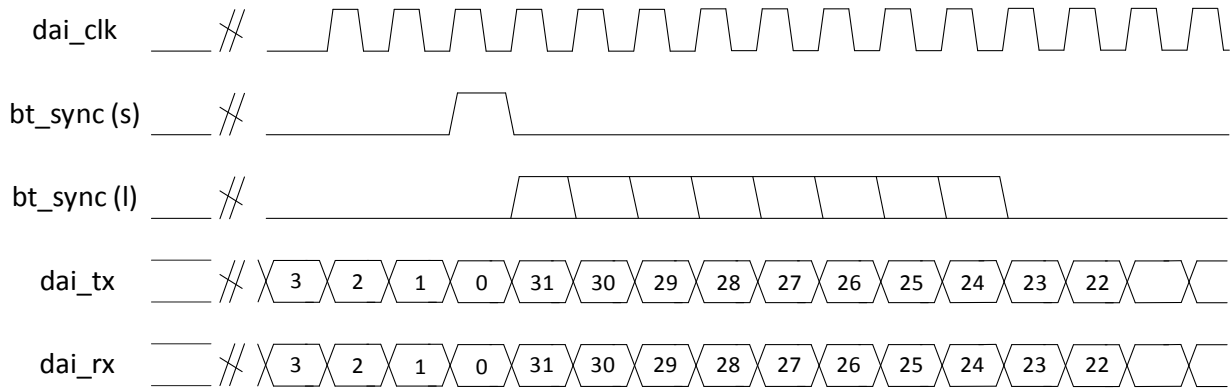 dai_clk
bt_sync (s)
bt_sync (l)
dai_tx 3 2 1 0 31 30 29 28 27 26 25 24 23 22
dai_rx 3 2 1 0 31 30 29 28 27 26 25 24 23 22